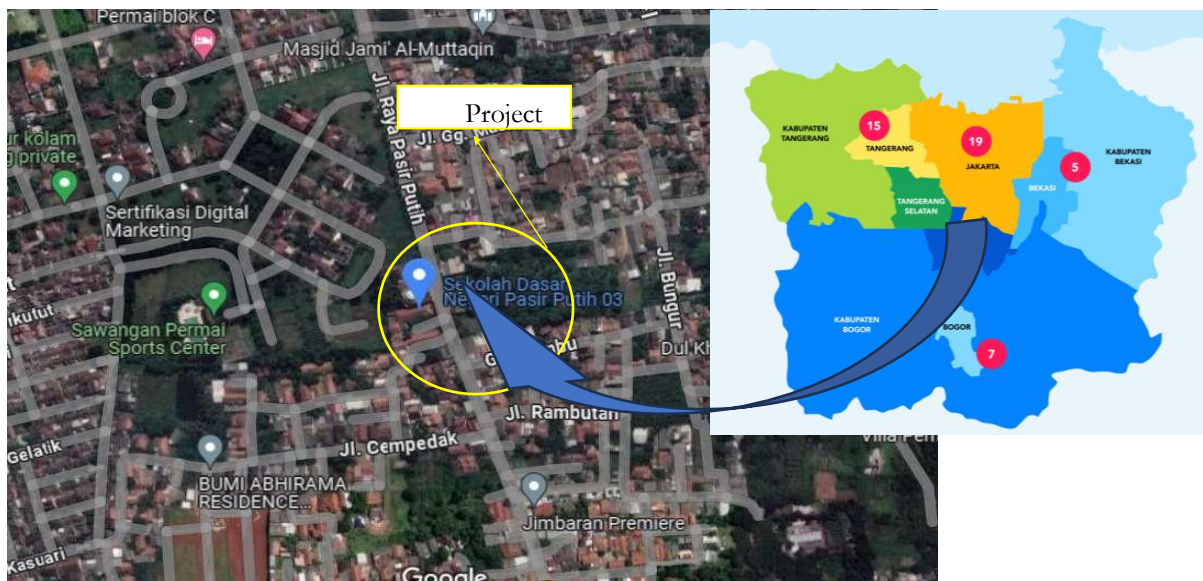 Permai blok C
Masjid Jami' Al-Muttaqin
Jl. Raya Pasir Putih
Project
Jl. Gg.
ur kolam
g|private
Sertifikasi Digital
Marketing
Sekolah Dasar
Negeri Pasir Putih 03
Jl. Bungur
Sawangan Permai
Sports Center
Dul
Jl. Rambutan
Jl. Cempedak
Gelatik
BUMI ABHIRAMA
RESIDENCE...
Jimbaran Premiere
Kasuari
Google
KABUPATEN
TANGERANG
15
TANGERANG
19
JAKARTA
5
KABUPATEN
BEKASI
BEKASI
TANGERANG
SELATAN
KABUPATEN
BOGOR
BOGOR
7